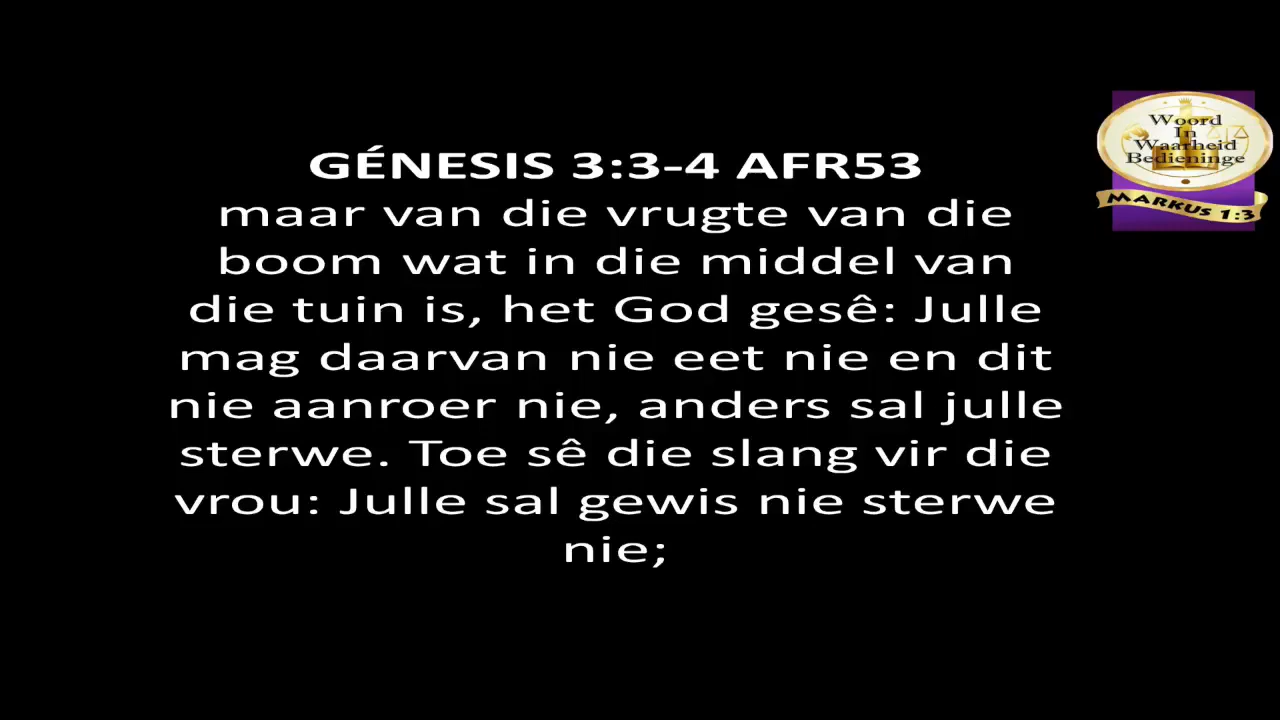 GÉNESIS 3:3-4 AFR53
maar van die vrugte van die
boom wat in die middel van
die tuin is, het God gesê: Julle
mag daarvan nie eet nie en dit
nie aanroer nie, anders sal julle
sterwe. Toe sê die slang vir die
vrou: Julle sal gewis nie sterwe
nie;
Woord
In
Waarheid
Bedieninge
MARKUS 1:3